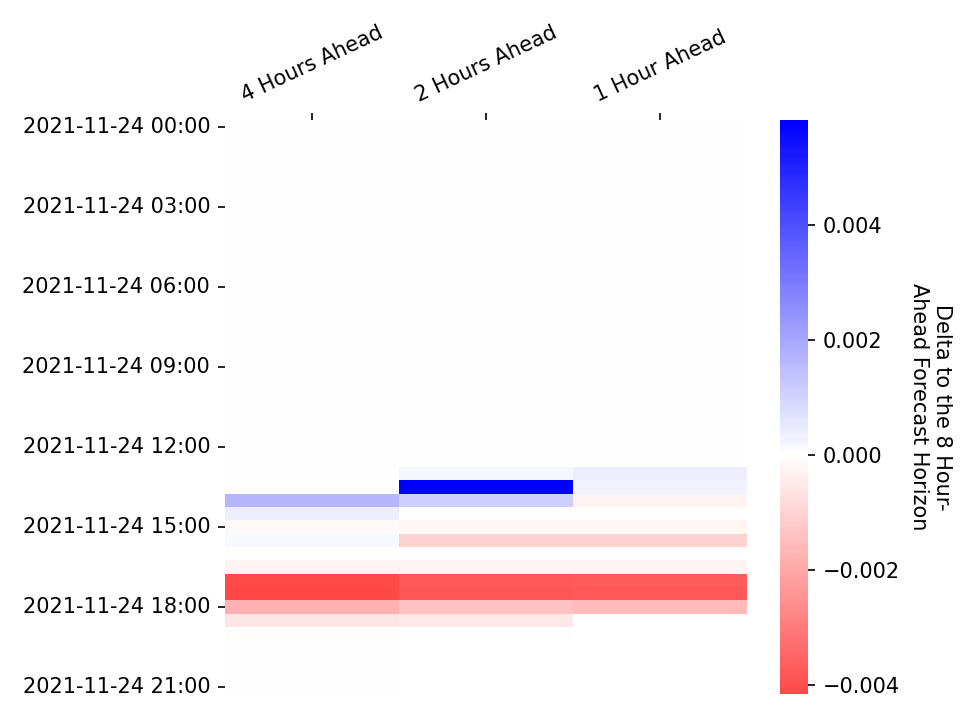 4 Hours Ahead
2 Hours Ahead
1 Hour Ahead
2021-11-24 00:00
2021-11-24 03:00
2021-11-24 06:00
2021-11-24 09:00
2021-11-24 12:00
2021-11-24 15:00
2021-11-24 18:00
2021-11-24 21:00
0.004
0.002
0.000
−0.002
−0.004
Delta to the 8 Hour-
Ahead Forecast Horizon